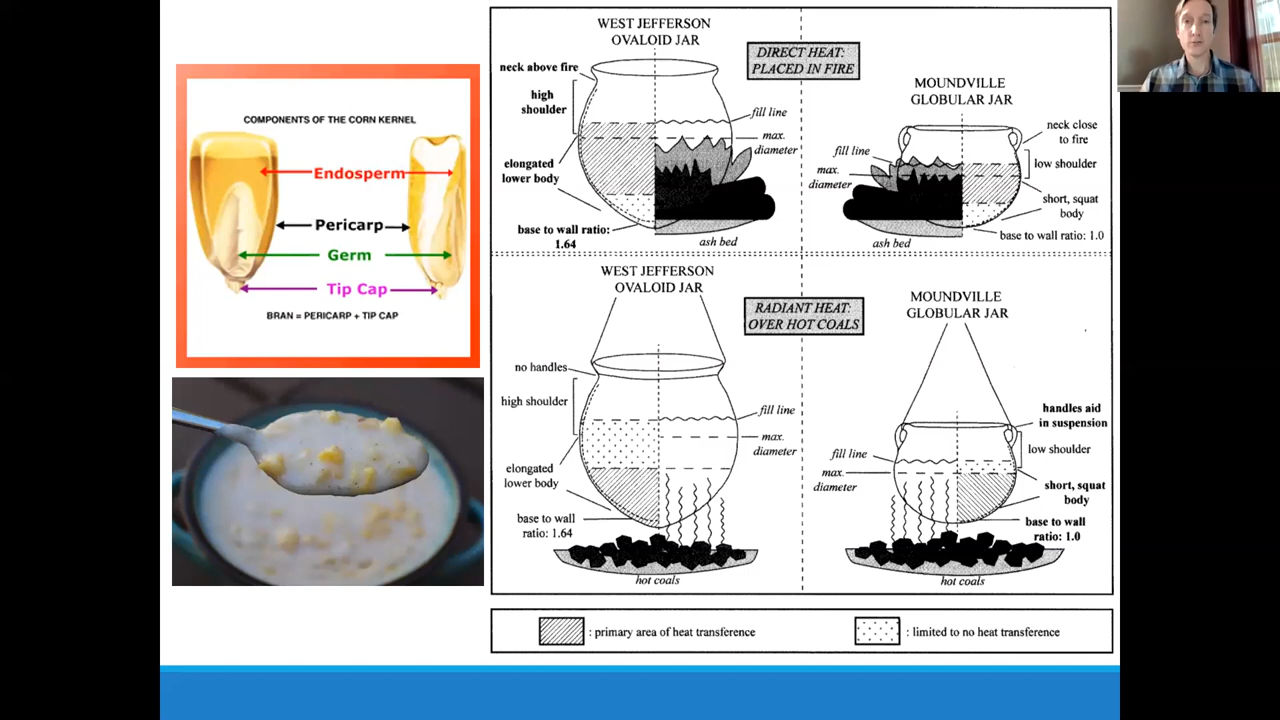 COMPONENTS OF THE CORN KERNEL
Endosperm
Pericarp
Germ
Tip Cap
BRAN = PERICARP + TIP CAP
WEST JEFFERSON
OVALOID JAR
DIRECT HEAT:
PLACED IN FIRE
MOUNDVILLE
GLOBULAR JAR
neck above fire
high
shoulder
elongated
lower body
base to wall ratio:
1.64
fill line
max.
diameter
ash bed
fill line
max.
diameter
ash bed
neck close
to fire
low shoulder
short, squat
body
base to wall ratio: 1.0
WEST JEFFERSON
OVALOID JAR
RADIANT HEAT:
OVER HOT COALS
MOUNDVILLE
GLOBULAR JAR
no handles
high shoulder
elongated
lower body
base to wall
ratio: 1.64
fill line
max.
diameter
hot coals
fill line
max.
diameter
hot coals
handles aid
in suspension
low shoulder
short, squat
body
base to wall
ratio: 1.0
: primary area of heat transference
: limited to no heat transference